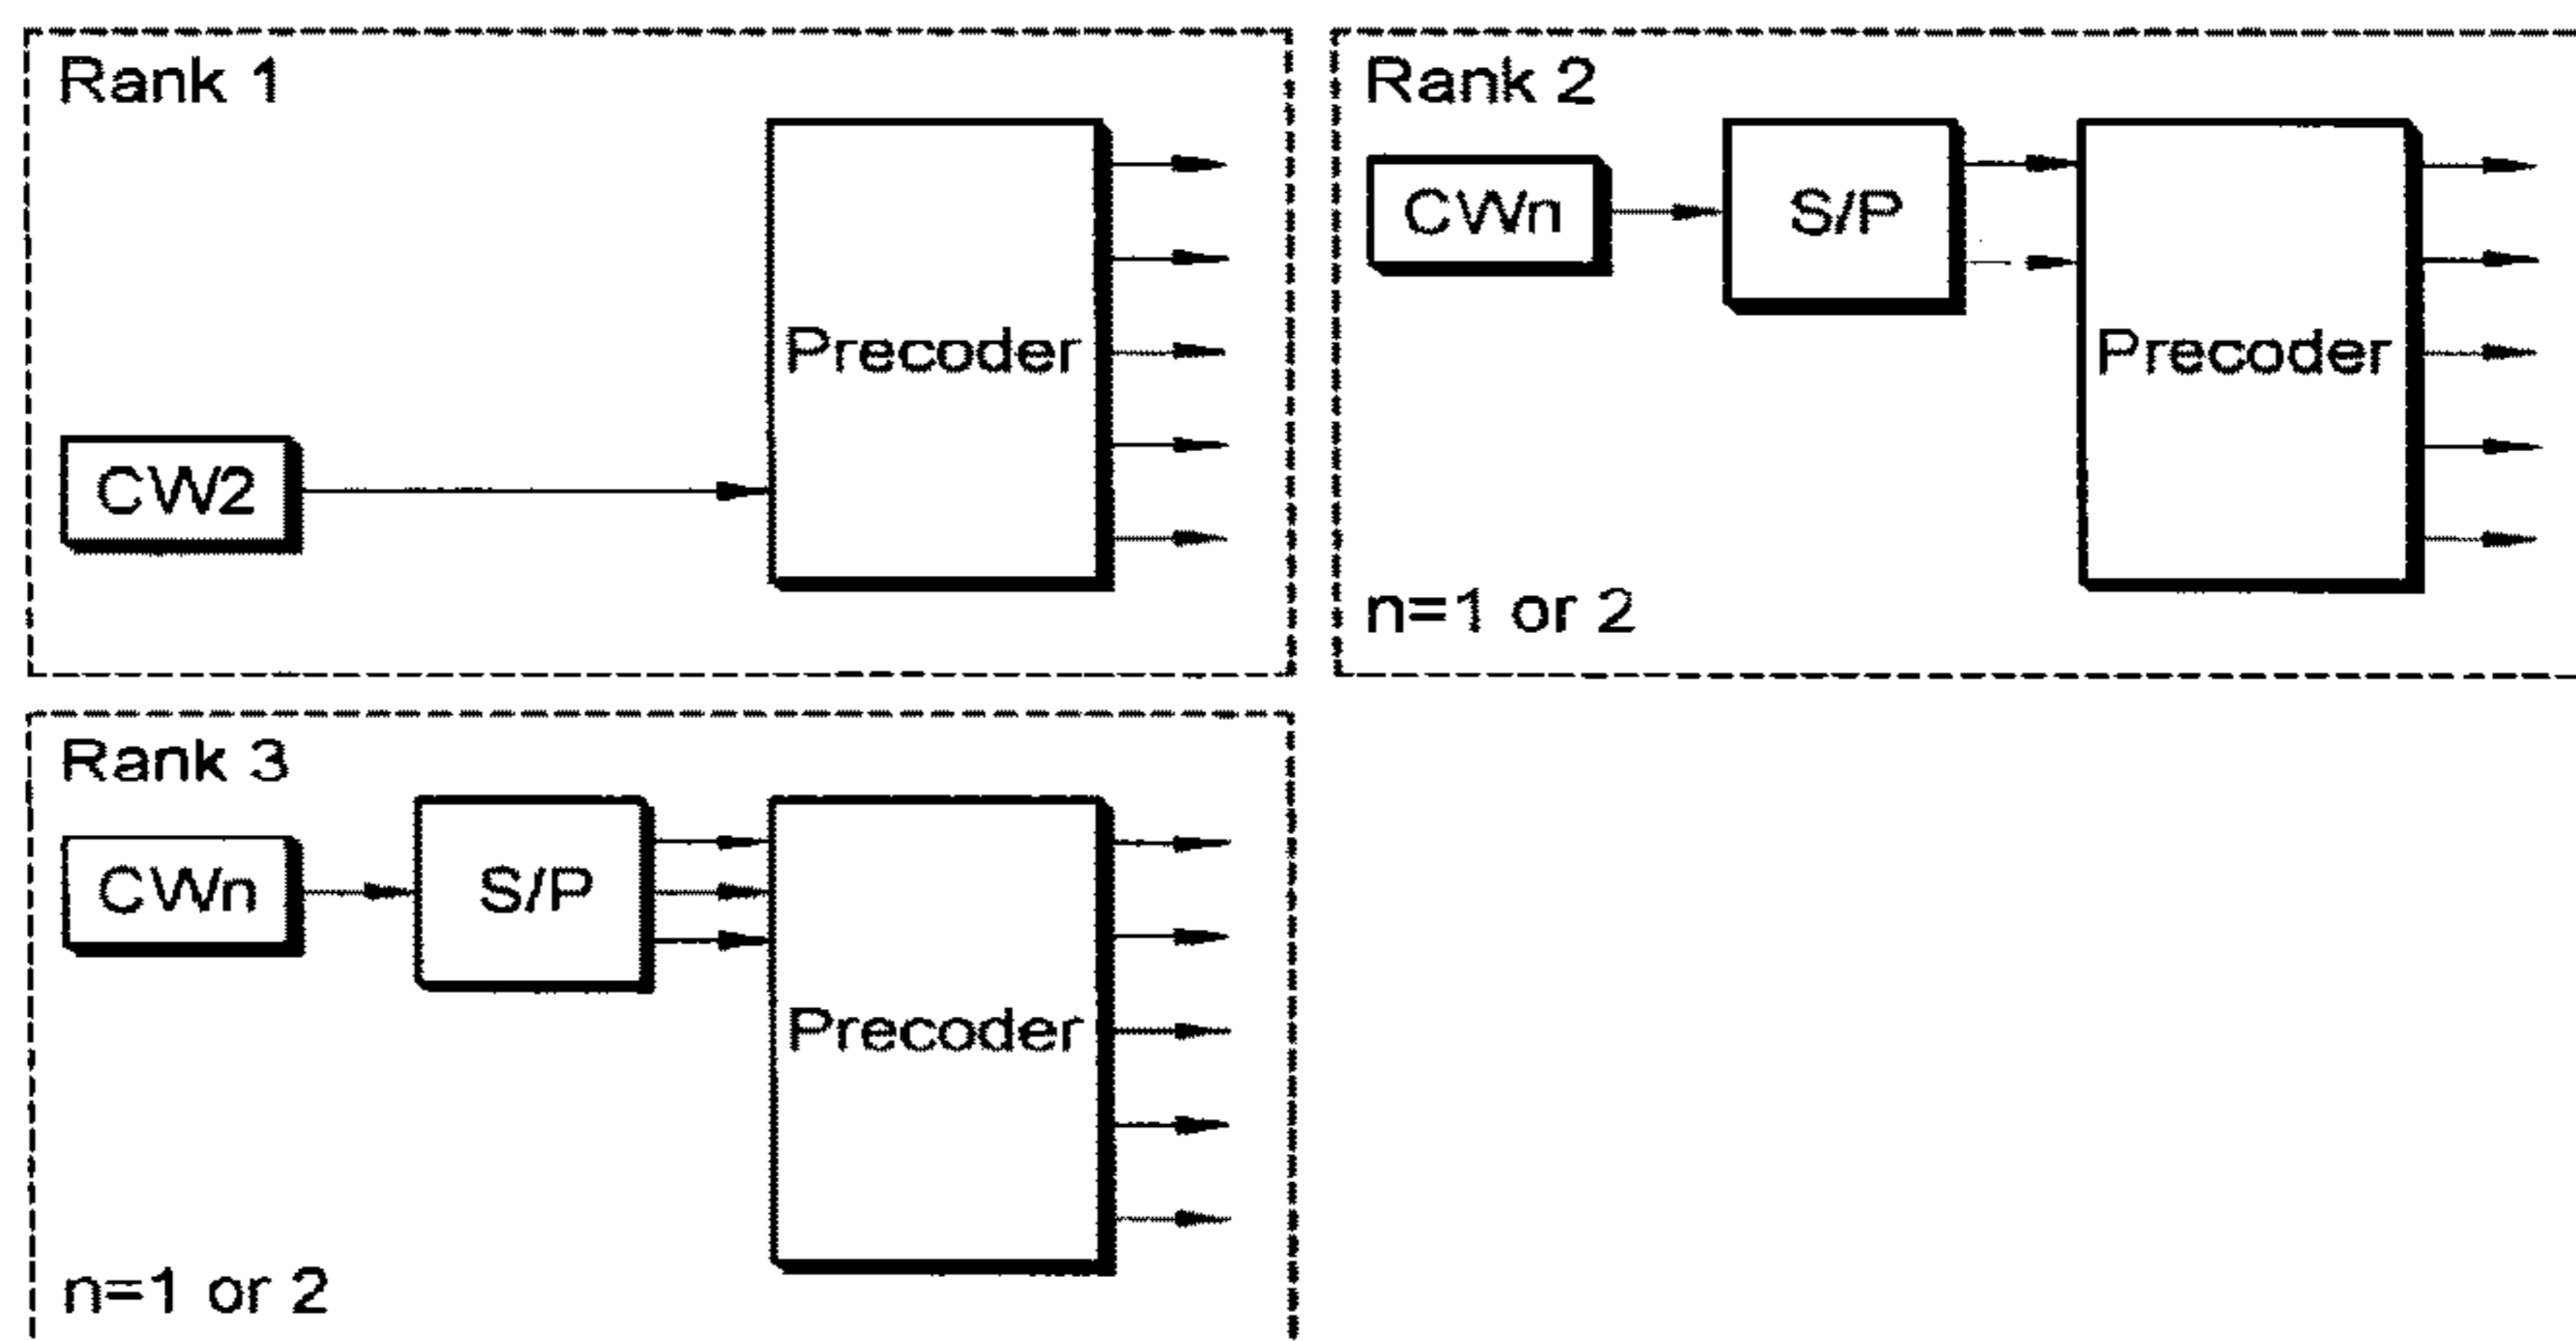 Rank 1
Precoder
CW2
Rank 2
CWn
S/P
Precoder
n=1 or 2
Rank 3
CWn
S/P
Precoder
n=1 or 2